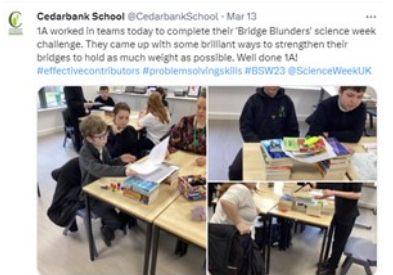 Cedarbank School @CedarbankSchool · Mar 13
1A worked in teams today to complete their 'Bridge Blunders' science week
challenge. They came up with some brilliant ways to strengthen their
bridges to hold as much weight as possible. Well done 1A!
#effectivecontributors #problemsolvingskills #BSW23 @ScienceWeekUK